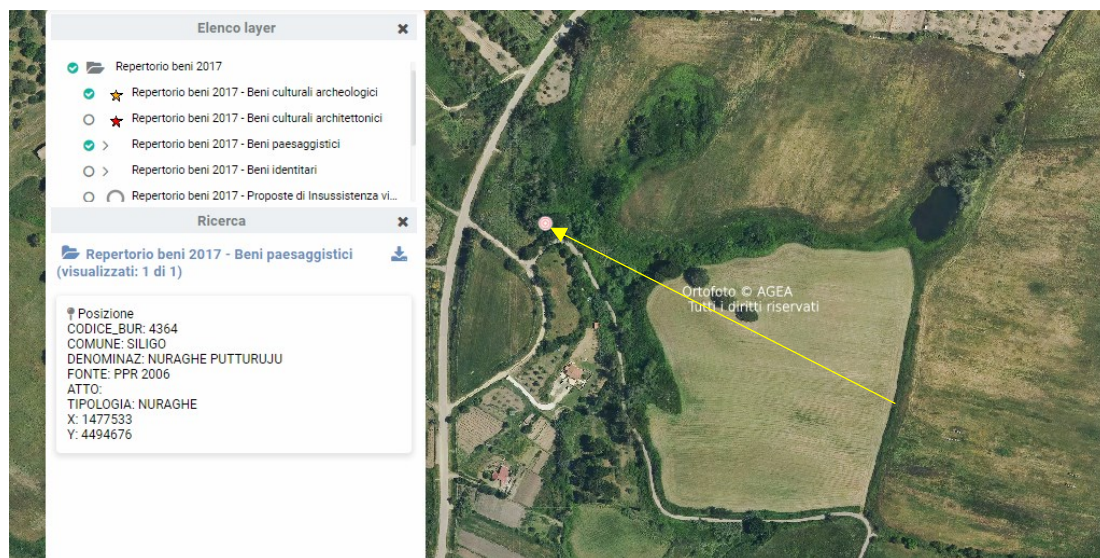 Elenco layer
Repertorio beni 2017
Repertorio beni 2017 - Beni culturali archeologici
Repertorio beni 2017 - Beni culturali architettonici
Repertorio beni 2017 - Beni paesaggistici
Repertorio beni 2017 - Beni identitari
Repertorio beni 2017 - Proposte di Insussistenza vi...
Ricerca
Repertorio beni 2017 - Beni paesaggistici
(visualizzati: 1 di 1)
Posizione
CODICE_BUR: 4364
COMUNE: SILIGO
DENOMINAZ: NURAGHE PUTTURUJU
FONTE: PPR 2006
ATTO:
TIPOLOGIA: NURAGHE
X: 1477533
Y: 4494676
Ortofoto © AGEA
Tutti i diritti riservati